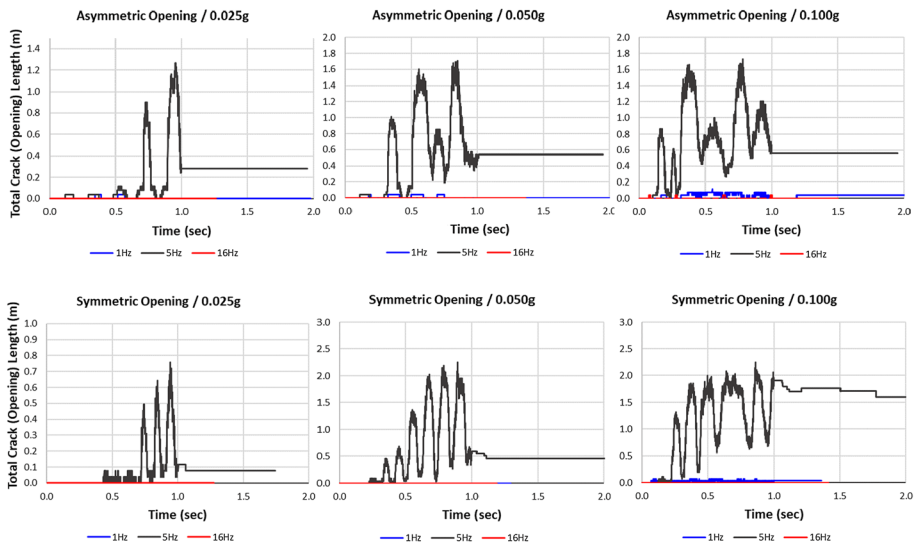 Asymmetric Opening / 0.025g
Asymmetric Opening / 0.050g
Asymmetric Opening / 0.100g
Total Crack (Opening) Length (m)
1.4
1.2
1.0
0.8
0.6
0.4
0.2
0.0
0.0 0.5 1.0 1.5 2.0
Time (sec)
1Hz 5Hz 16Hz
2.0
1.8
1.6
1.4
1.2
1.0
0.8
0.6
0.4
0.2
0.0
0.0 0.5 1.0 1.5 2.0
Time (sec)
1Hz 5Hz 16Hz
2.0
1.8
1.6
1.4
1.2
1.0
0.8
0.6
0.4
0.2
0.0
0.0 0.5 1.0 1.5 2.0
Time (sec)
1Hz 5Hz 16Hz
Symmetric Opening / 0.025g
Symmetric Opening / 0.050g
Symmetric Opening / 0.100g
Total Crack (Opening) Length (m)
1.0
0.9
0.8
0.7
0.6
0.5
0.4
0.3
0.2
0.1
0.0
0.0 0.5 1.0 1.5 2.0
Time (sec)
1Hz 5Hz 16Hz
3.0
2.5
2.0
1.5
1.0
0.5
0.0
0.0 0.5 1.0 1.5 2.0
Time (sec)
1Hz 5Hz 16Hz
3.0
2.5
2.0
1.5
1.0
0.5
0.0
0.0 0.5 1.0 1.5 2.0
Time (sec)
1Hz 5Hz 16Hz